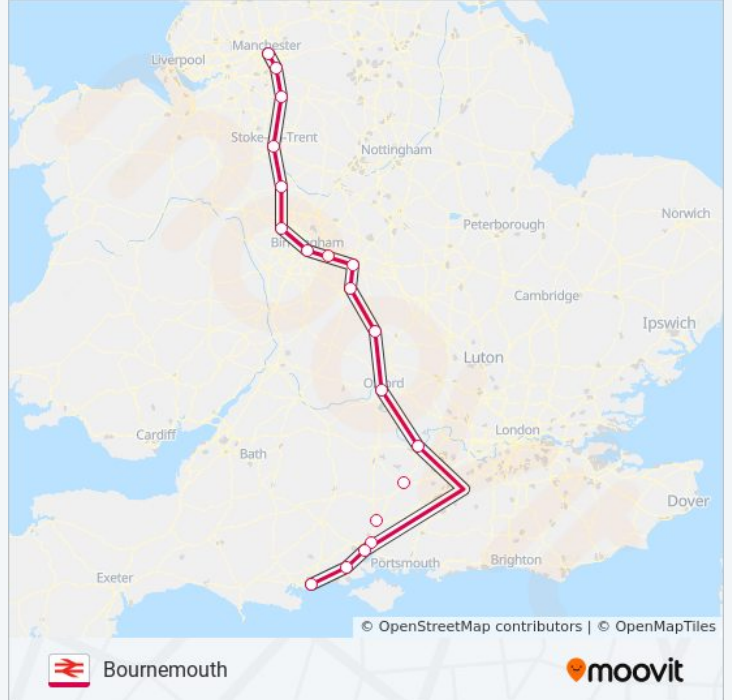 Manchester
Liverpool
Stoke-on-Trent
Nottingham
Norwich
Peterborough
Birmingham
Cambridge
Ipswich
Luton
Oxford
London
Cardiff
Bath
Dover
Portsmouth
Brighton
Exeter
© OpenStreetMap contributors | © OpenMapTiles
Bournemouth
moovit